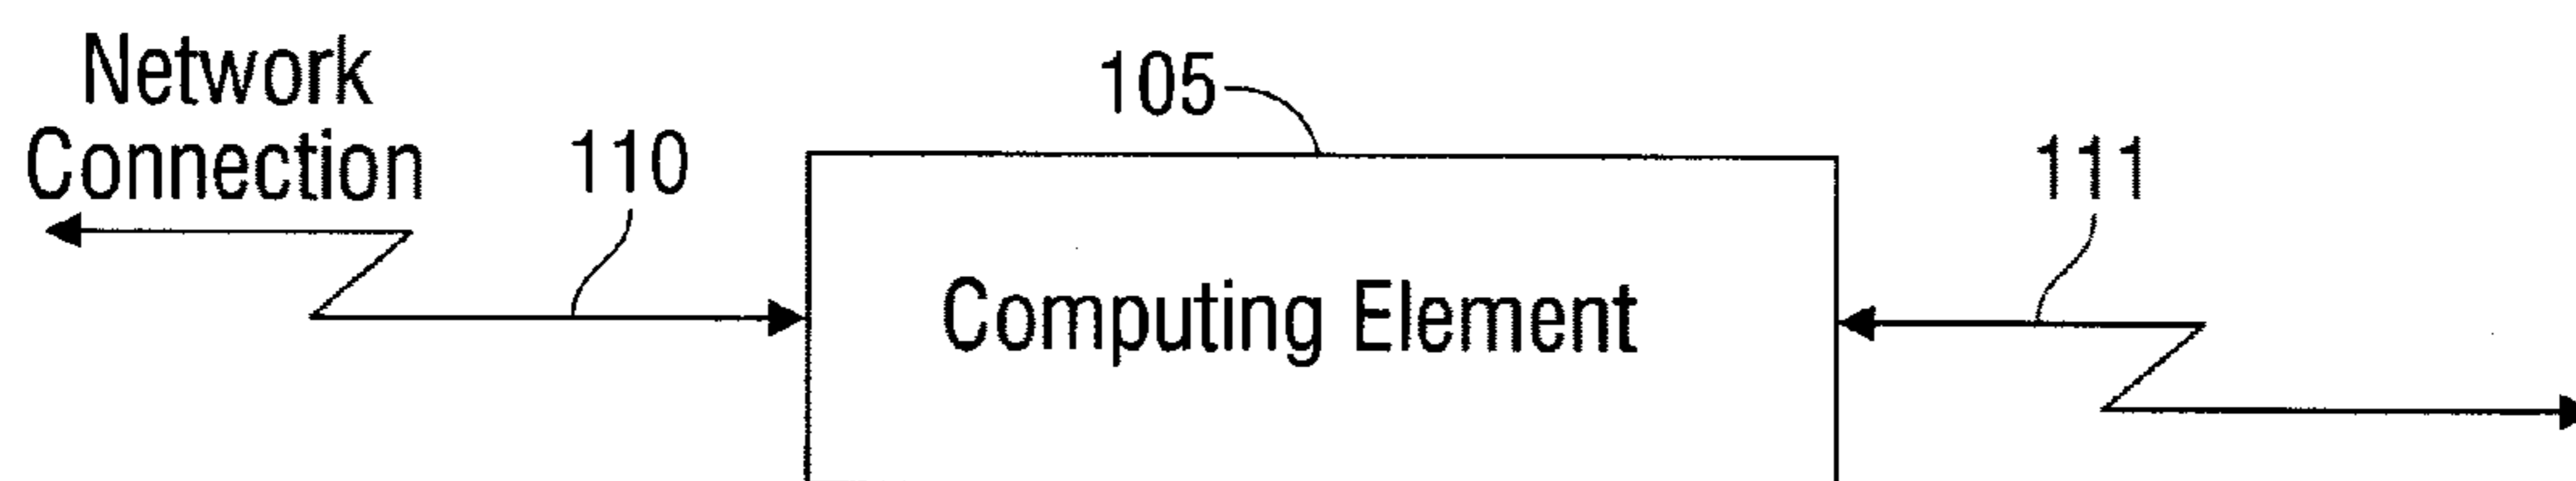 Network
Connection
110
105
Computing Element
111